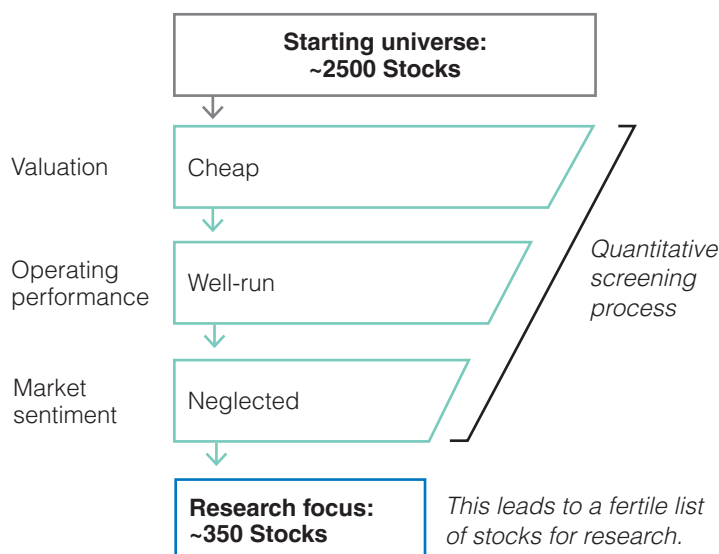 Starting universe:
~2500 Stocks
Valuation
Cheap
Operating
performance
Well-run
Quantitative
screening
process
Market
sentiment
Neglected
Research focus:
~350 Stocks
This leads to a fertile list
of stocks for research.